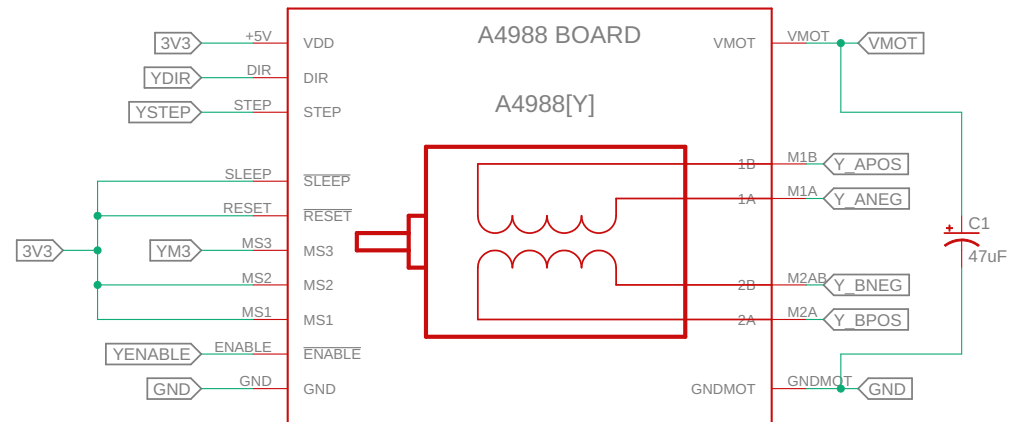 A4988 BOARD
A4988[Y]
3V3 +5V VDD
YDIR DIR DIR
YSTEP STEP STEP
SLEEP SLEEP
RESET RESET
3V3 YM3 MS3 MS3
MS2 MS2
MS1 MS1
YENABLE ENABLE ENABLE
GND GND GND
VMOT VMOT VMOT
1B M1B Y_APOS
1A M1A Y_ANEG
2B M2AB Y_BNEG
2A M2A Y_BPOS
GNDMOT GNDMOT GND
+ C1
47uF